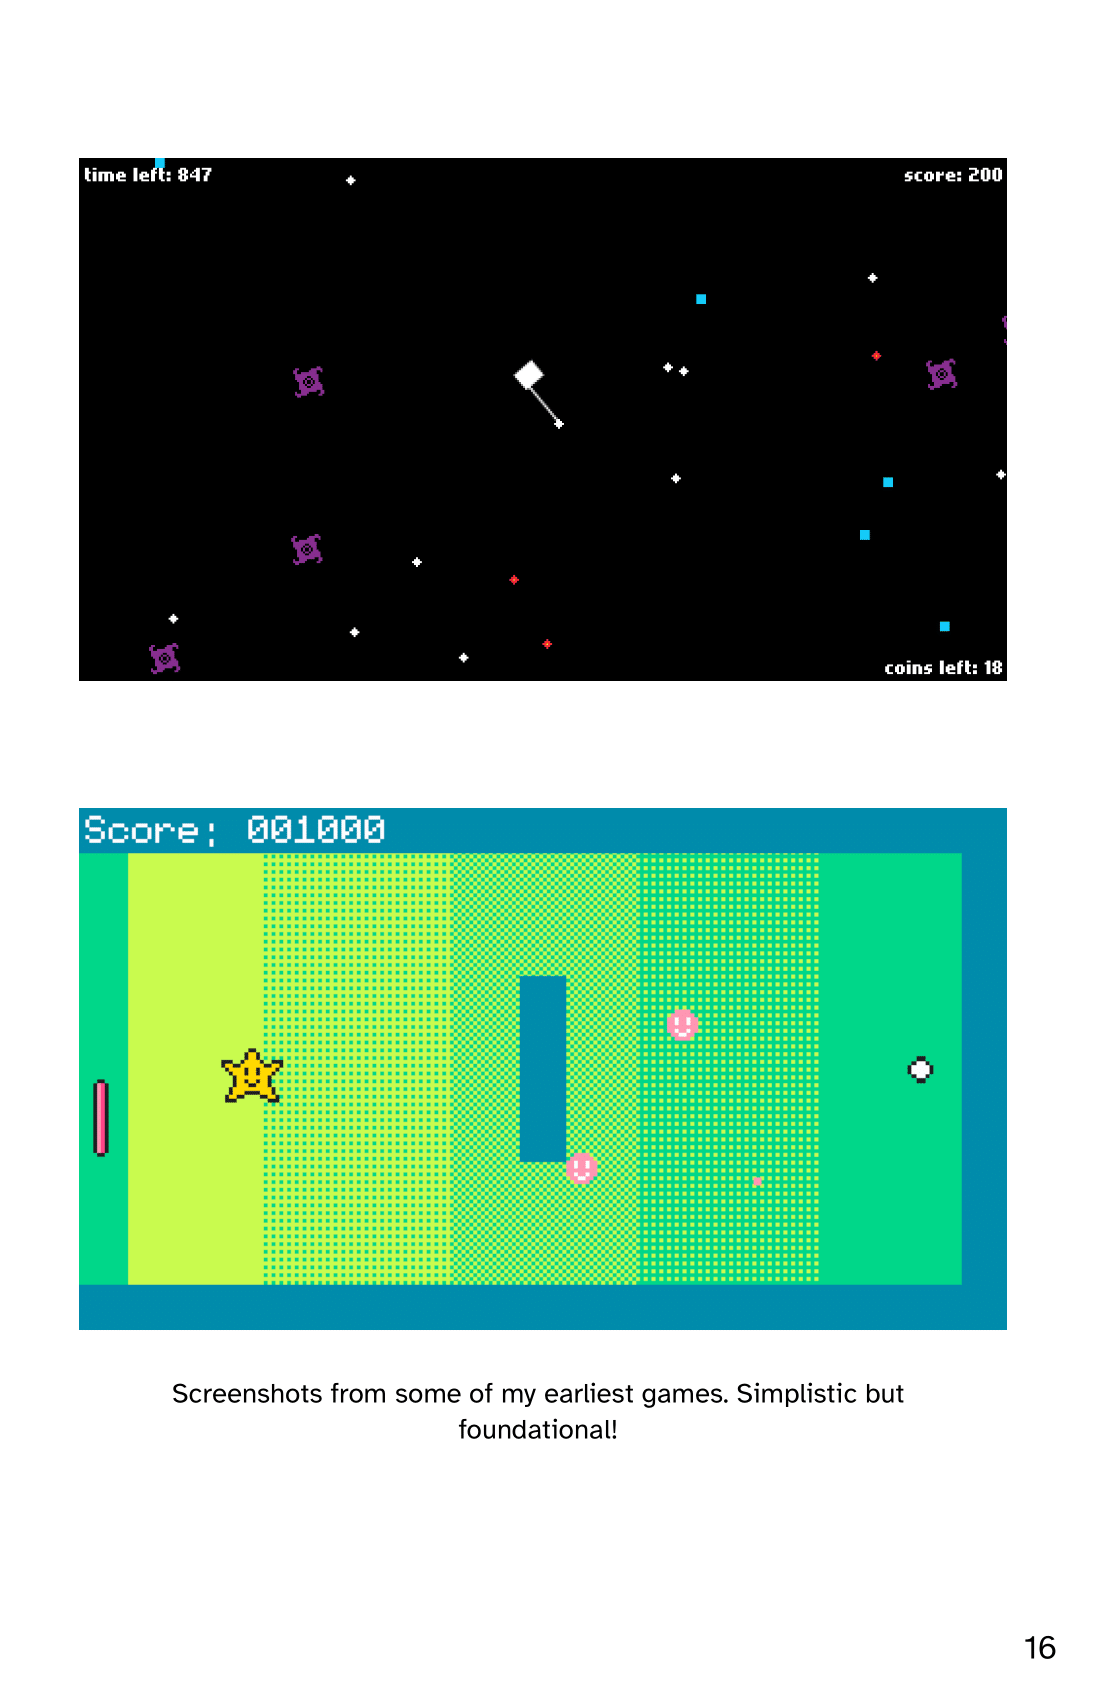 time left: 847
score: 200
coins left: 18
Score; 001000
Screenshots from some of my earliest games. Simplistic but
foundational!
16